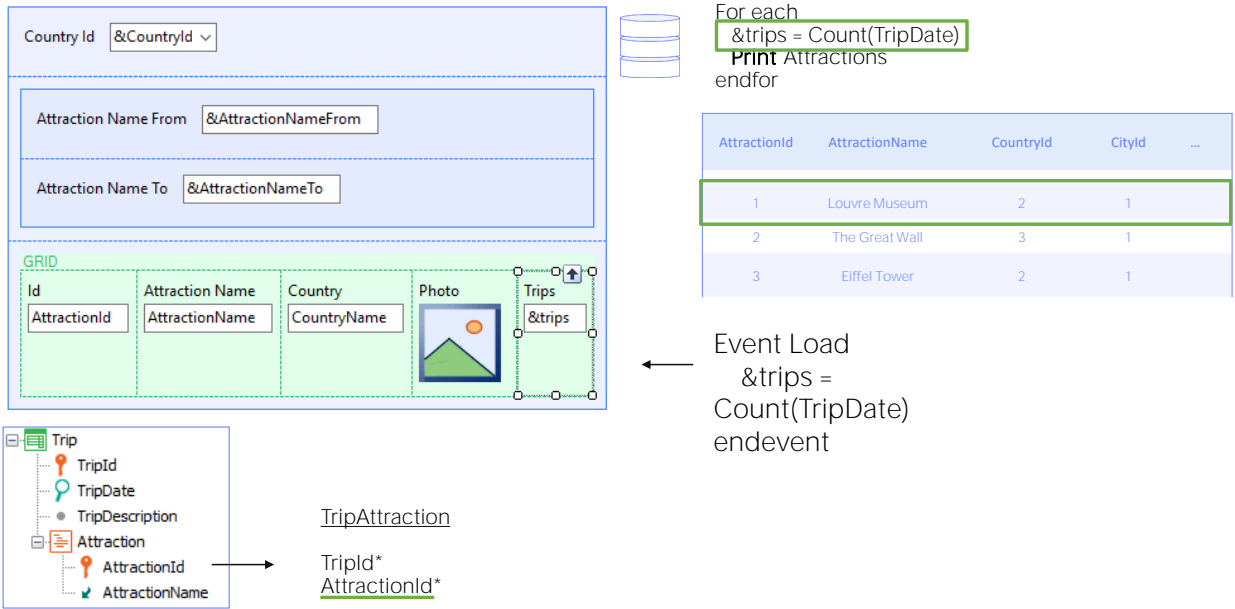 Country Id &CountryId
Attraction Name From &AttractionNameFrom
Attraction Name To &AttractionNameTo
GRID
Id Attraction Name Country Photo Trips
AttractionId AttractionName CountryName &trips
For each
&trips = Count(TripDate)
Print Attractions
endfor
AttractionId AttractionName CountryId CityId ...
1 Louvre Museum 2 1
2 The Great Wall 3 1
3 Eiffel Tower 2 1
Event Load
&trips =
Count(TripDate)
endevent
Trip
TripId
TripDate
TripDescription
Attraction
AttractionId
AttractionName
TripAttraction
TripId*
AttractionId*